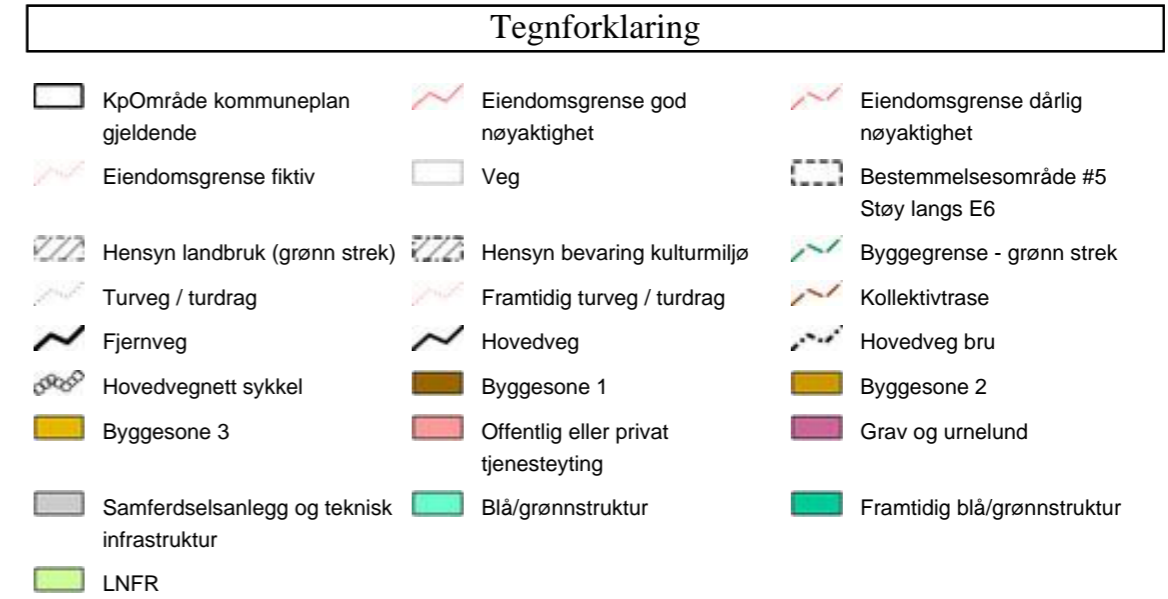 Tegnforklaring
KpOmråde kommuneplan
gjeldende
Eiendomsgrense god
nøyaktighet
Eiendomsgrense dårlig
nøyaktighet
Eiendomsgrense fiktiv
Veg
Bestemmelsesområde #5
Støy langs E6
Hensyn landbruk (grønn strek)
Hensyn bevaring kulturmiljø
Byggegrense - grønn strek
Turveg / turdrag
Framtidig turveg / turdrag
Kollektivtrase
Fjernveg
Hovedveg
Hovedveg bru
Hovedvegnett sykkel
Byggesone 1
Byggesone 2
Byggesone 3
Offentlig eller privat
tjenesteyting
Grav og urnelund
Samferdselsanlegg og teknisk
infrastruktur
Blå/grønnstruktur
Framtidig blå/grønnstruktur
LNFR